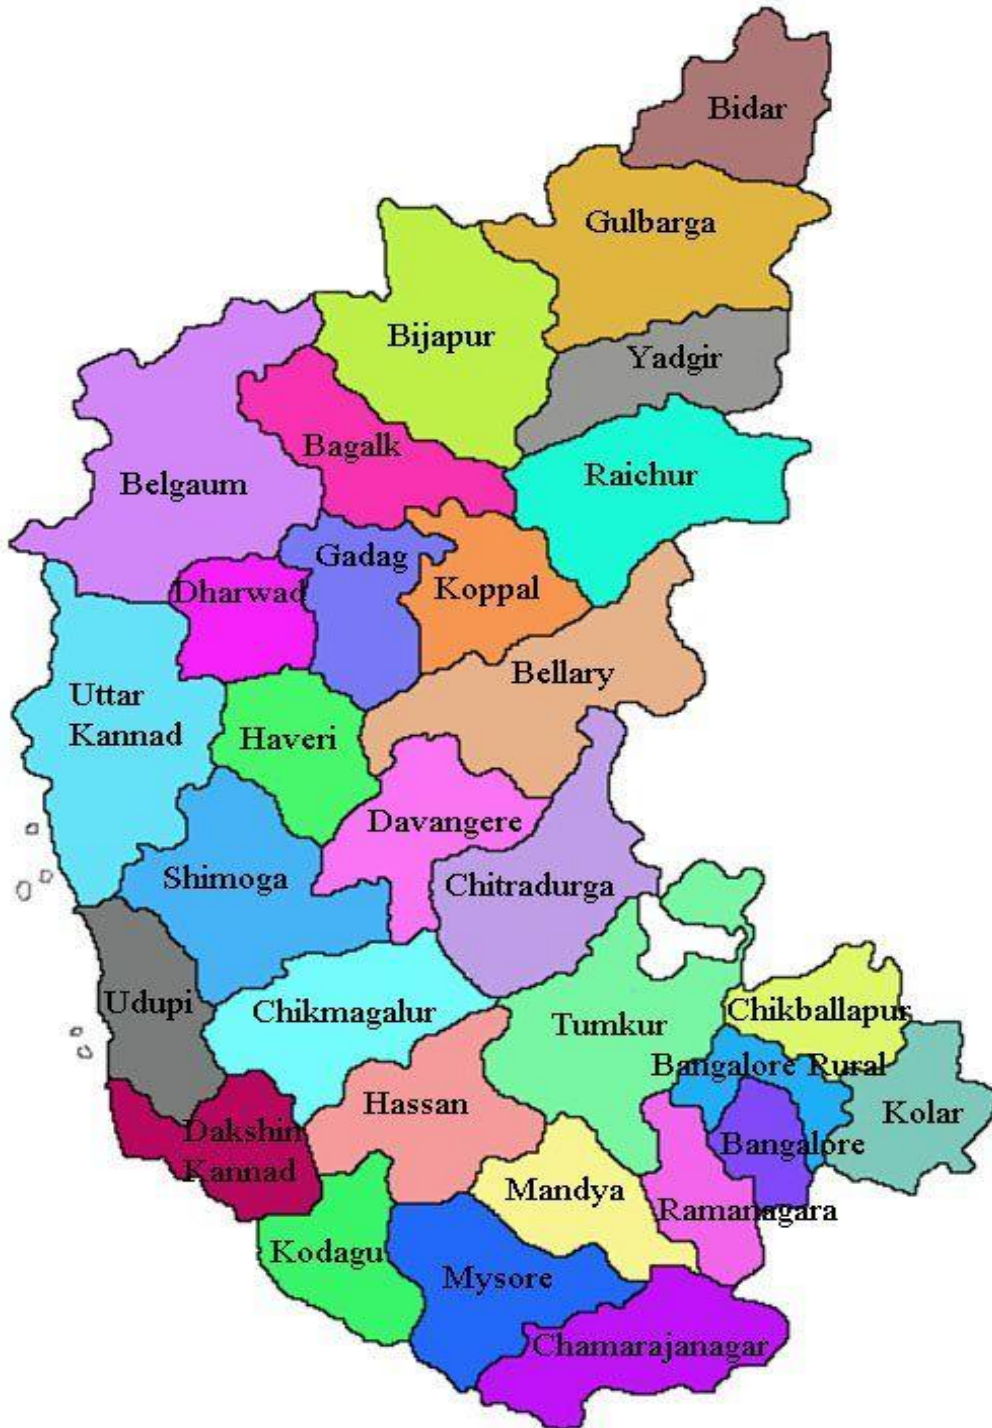 Bidar
Gulbarga
Bijapur
Yadgir
Bagalk
Raichur
Belgaum
Gadag
Dharwad
Koppal
Bellary
Uttar
Kannad
Haveri
Davangere
Shimoga
Chitradurga
Udupi
Chikmagalur
Tumkur
Chikballapur
Bangalore Rural
Hassan
Kolar
Dakshin
Kannad
Bangalore
Mandya
Ramanagara
Kodagu
Mysore
Chamarajanagar